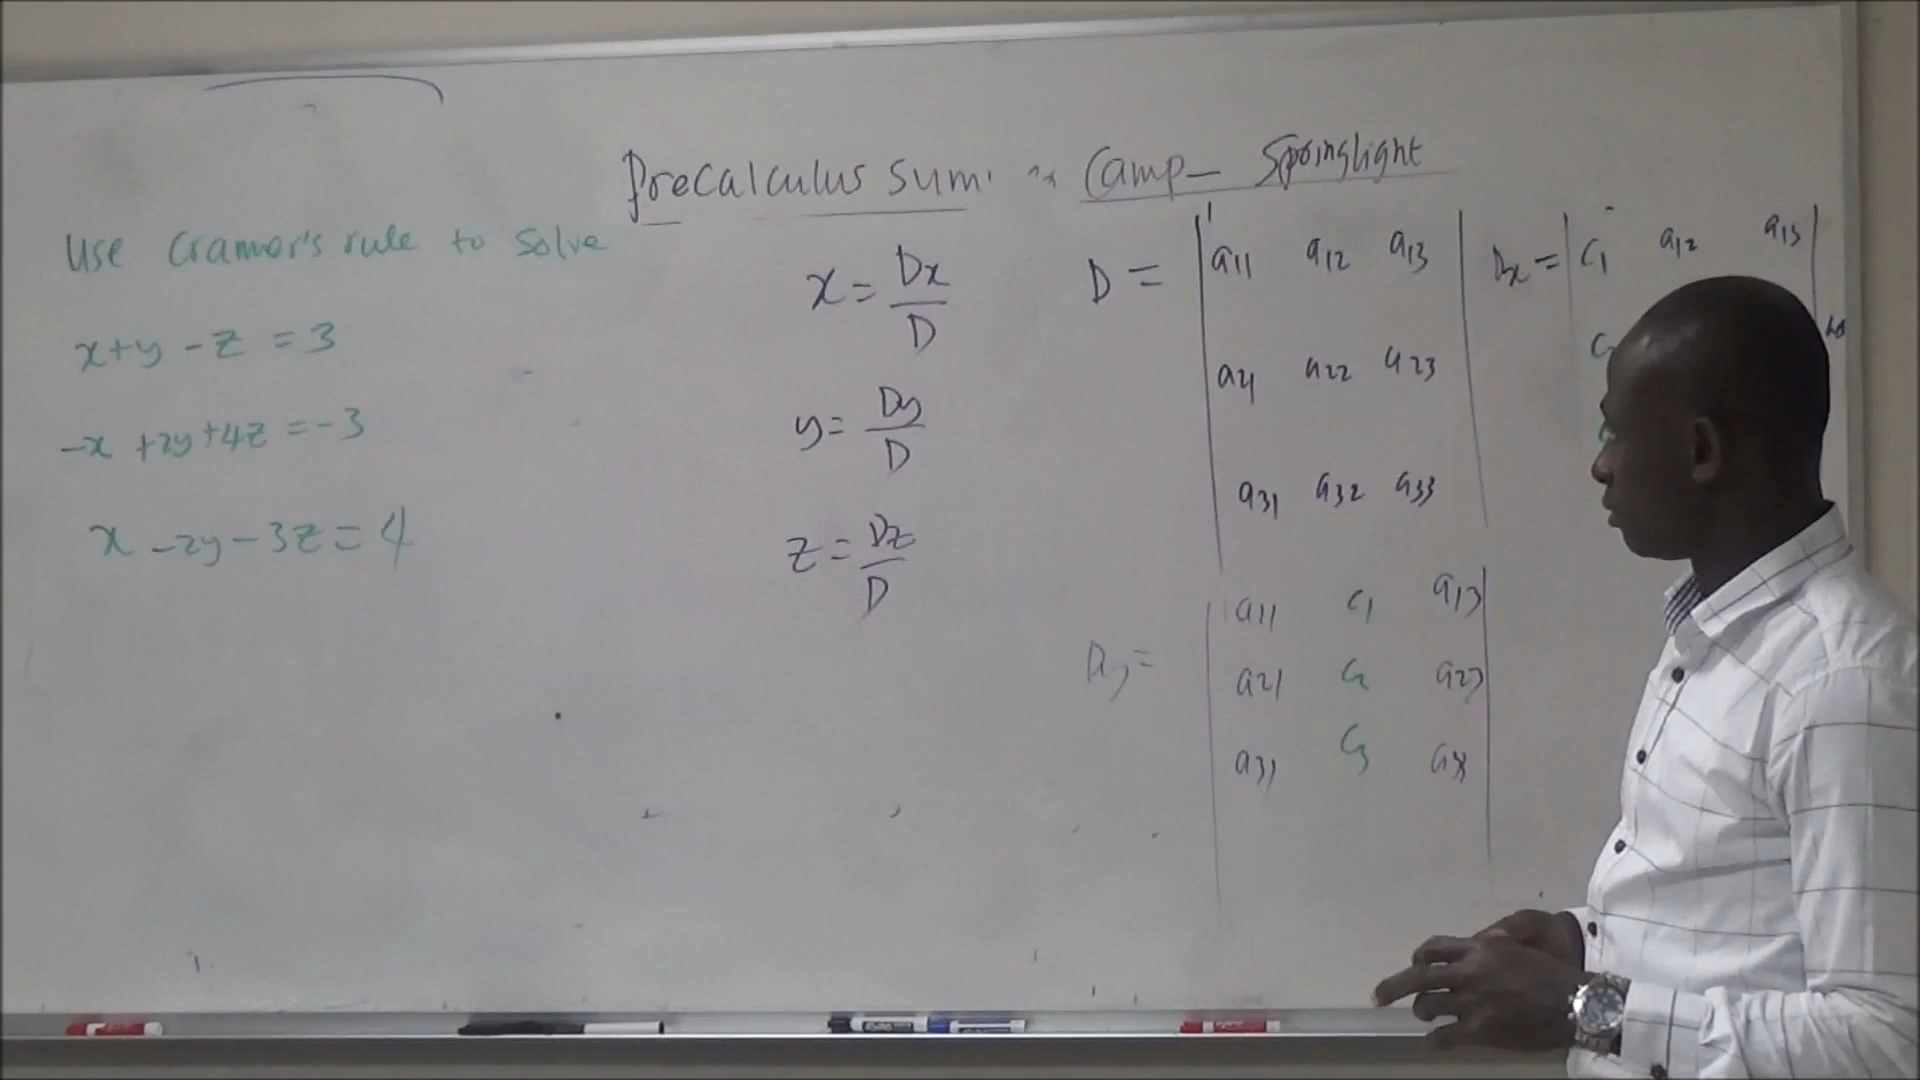 Precalculus Sum Camp- Springlight
Use Cramer's rule to solve
x+y-z=3
-x+2y+4z=-3
x-2y-3z=4
x=Dx/D
y=Dy/D
z=Dz/D
D= | a11 a12 a13 |
a21 a22 a23
a31 a32 a33
Dx= | c1 a12 a13 |
Dy= | a11 c1 a13 |
a21 c2 a23
a31 c3 a33